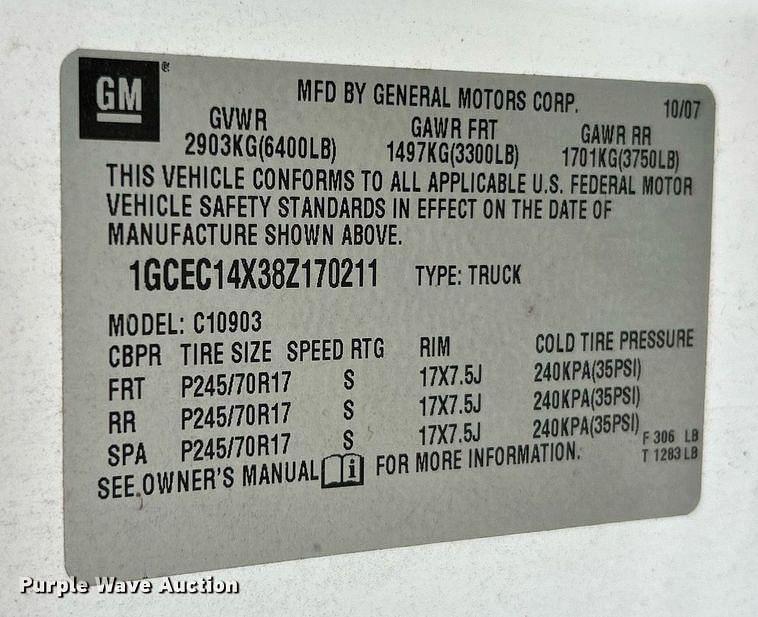 GM ®
MFD BY GENERAL MOTORS CORP. 10/07
GVWR GAWR FRT GAWR RR
2903KG(6400LB) 1497KG(3300LB) 1701KG(3750LB)
THIS VEHICLE CONFORMS TO ALL APPLICABLE U.S. FEDERAL MOTOR
VEHICLE SAFETY STANDARDS IN EFFECT ON THE DATE OF
MANUFACTURE SHOWN ABOVE.
1GCEC14X38Z170211 TYPE: TRUCK
MODEL: C10903
CBPR TIRE SIZE SPEED RTG RIM COLD TIRE PRESSURE
FRT P245/70R17 S 17X7.5J 240KPA(35PSI)
RR P245/70R17 S 17X7.5J 240KPA(35PSI)
SPA P245/70R17 S 17X7.5J 240KPA(35PSI)
F 306 LB
T 1283 LB
SEE OWNER'S MANUAL i FOR MORE INFORMATION.
Purple Wave Auction